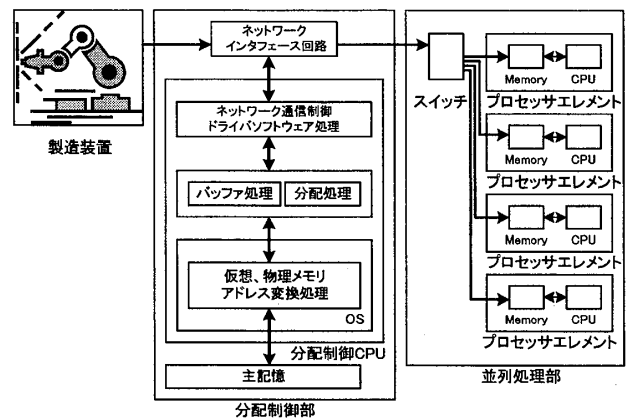 製造装置
ネットワーク
インタフェース回路
ネットワーク通信制御
ドライバソフトウェア処理
バッファ処理
分配処理
仮想、物理メモリ
アドレス変換処理
OS
分配制御CPU
主記憶
分配制御部
スイッチ
Memory
CPU
プロセッサエレメント
Memory
CPU
プロセッサエレメント
Memory
CPU
プロセッサエレメント
Memory
CPU
プロセッサエレメント
並列処理部